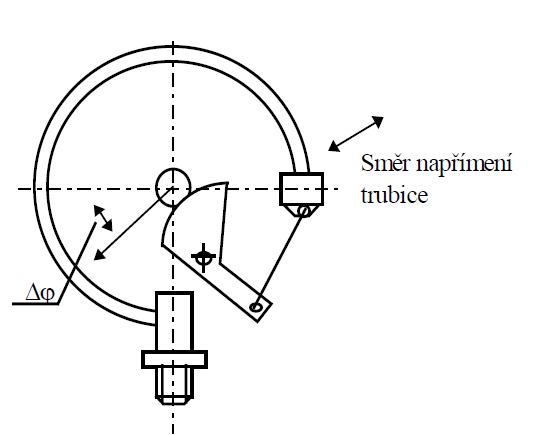 Směr napřímení
trubice
Δφ